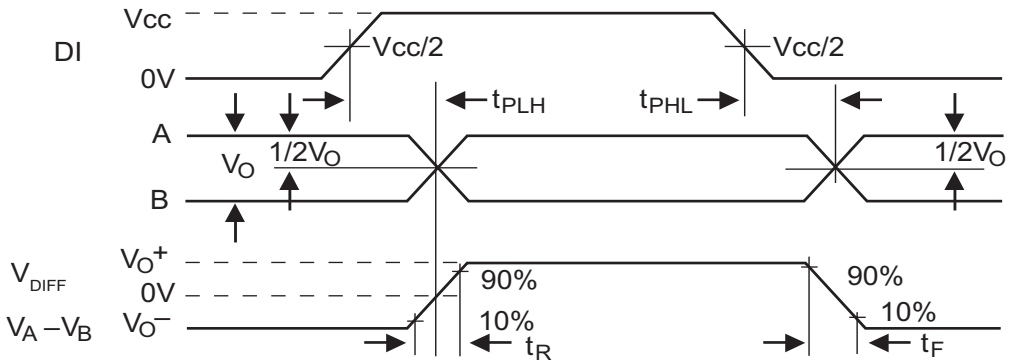 Vcc
DI
Vcc/2
Vcc/2
0V
tPLH
tPHL
A
VO
1/2VO
1/2VO
B
VDIFF
VO+
90%
90%
0V
VA –VB
VO–
10%
10%
tR
tF